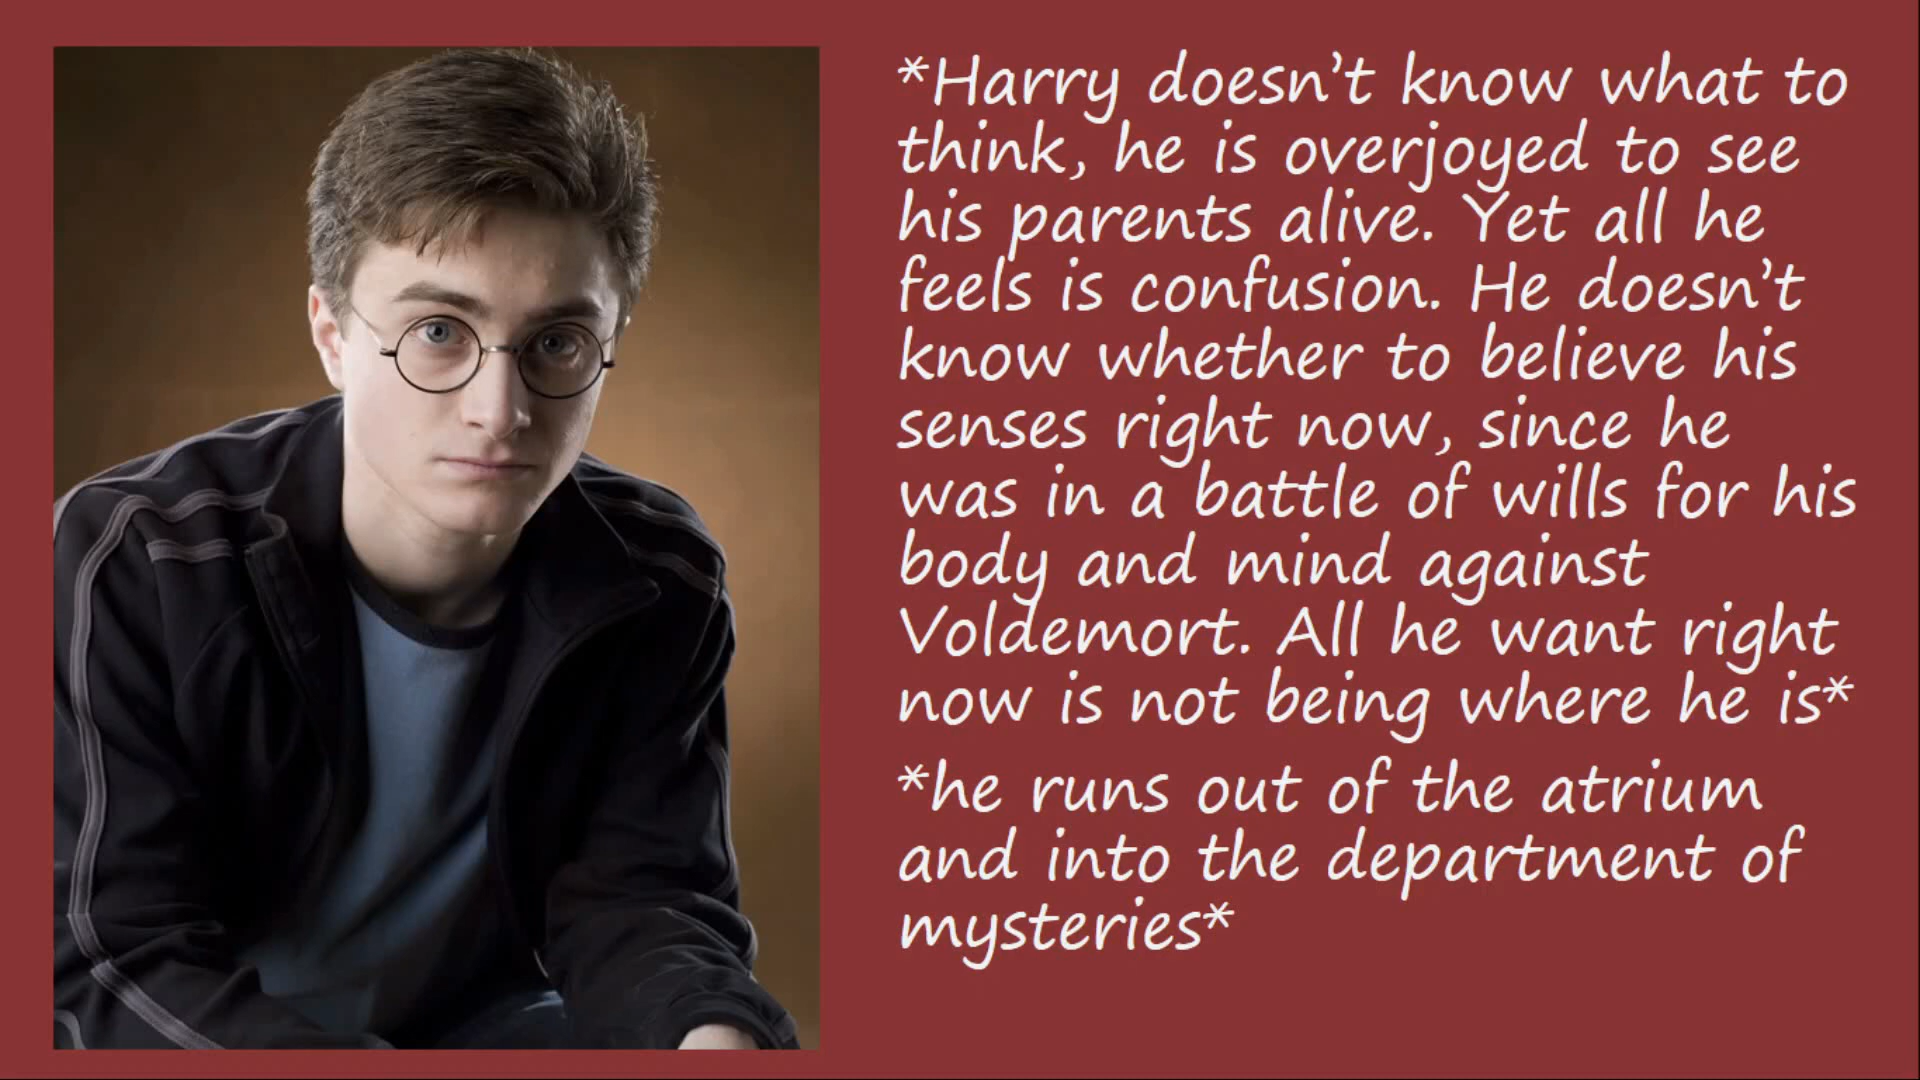 *Harry doesn’t know what to
think, he is overjoyed to see
his parents alive. Yet all he
feels is confusion. He doesn’t
know whether to believe his
senses right now, since he
was in a battle of wills for his
body and mind against
Voldemort. All he want right
now is not being where he is*
*he runs out of the atrium
and into the department of
mysteries*